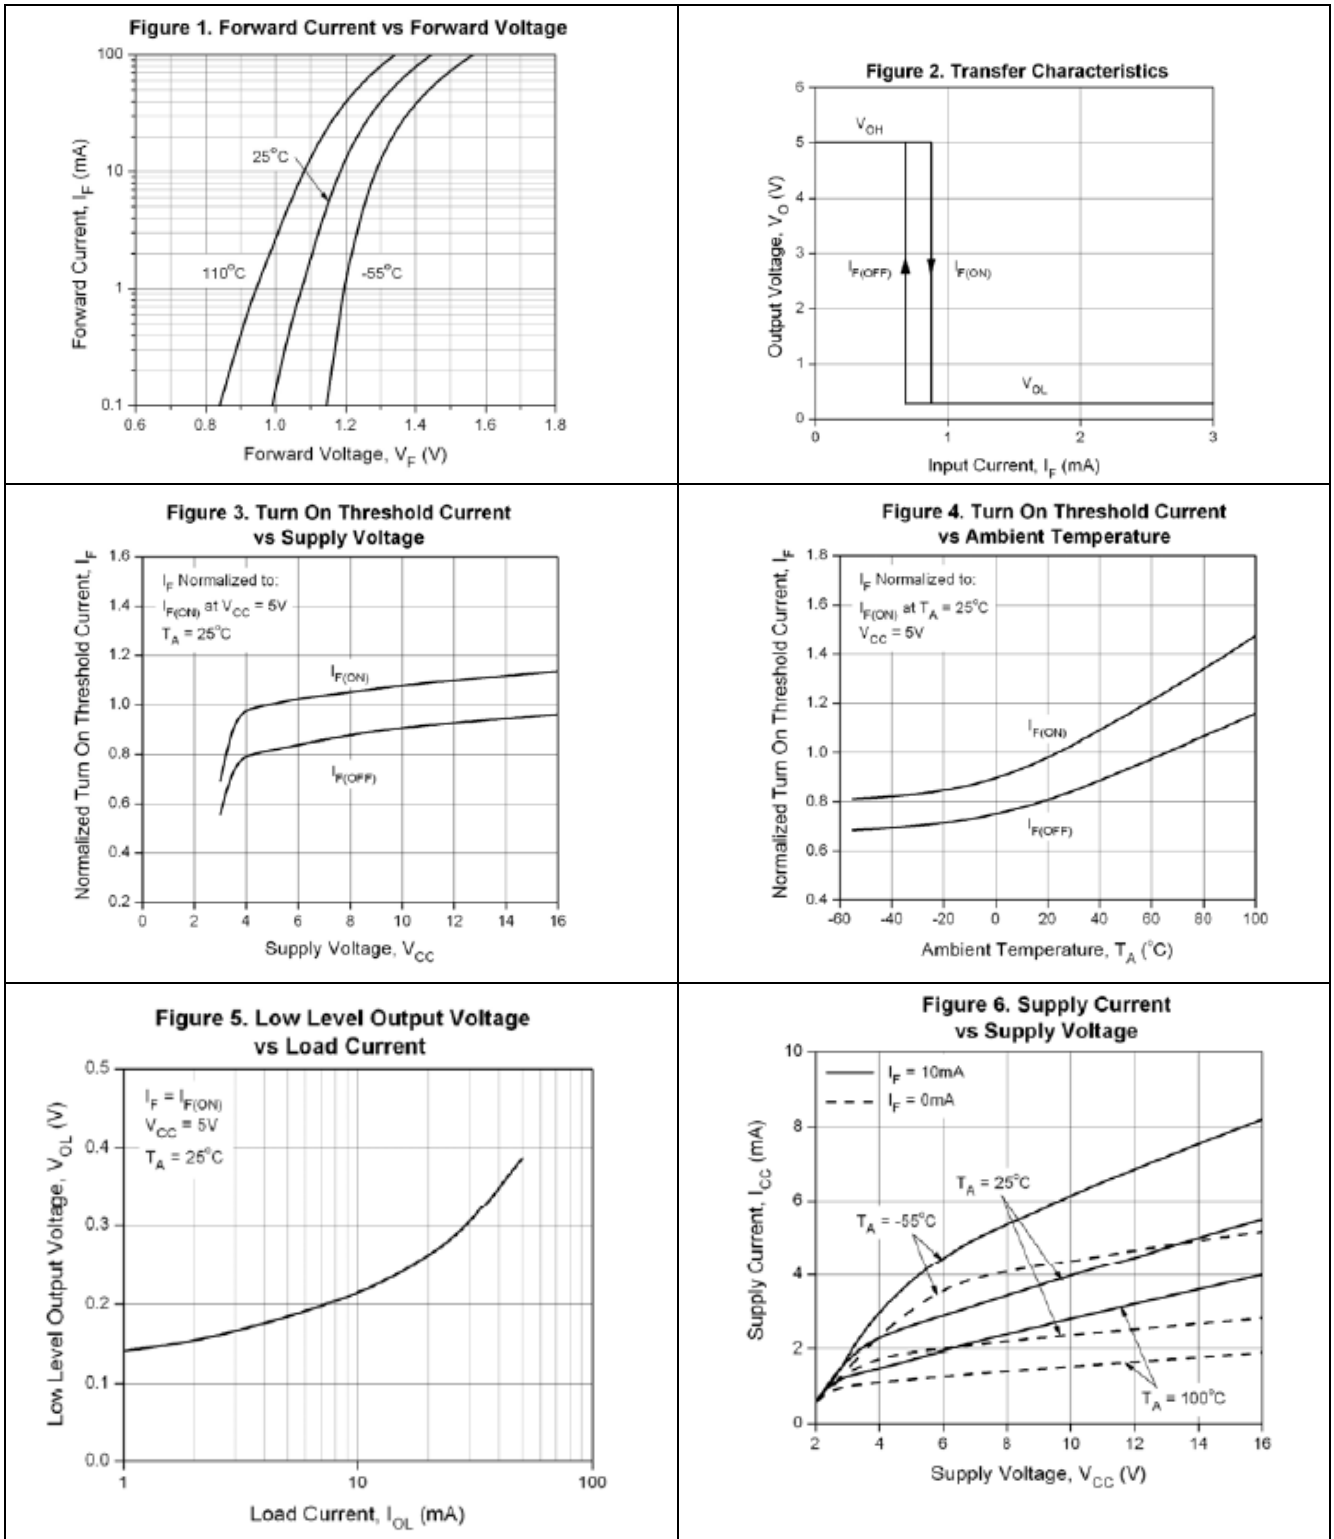 Figure 1. Forward Current vs Forward Voltage
100
10
1
0.1
Forward Current, IF (mA)
25°C
110°C
-55°C
0.6 0.8 1.0 1.2 1.4 1.6 1.8
Forward Voltage, VF (V)
Figure 2. Transfer Characteristics
6
5
4
3
2
1
0
Output Voltage, VO (V)
VOH
IF(OFF)
IF(ON)
VOL
0 1 2 3
Input Current, IF (mA)
Figure 3. Turn On Threshold Current
vs Supply Voltage
1.6
1.4
1.2
1.0
0.8
0.6
0.4
0.2
Normalized Turn On Threshold Current, IF
IF Normalized to:
IF(ON) at VCC = 5V
TA = 25°C
IF(ON)
IF(OFF)
0 2 4 6 8 10 12 14 16
Supply Voltage, VCC
Figure 4. Turn On Threshold Current
vs Ambient Temperature
1.8
1.6
1.4
1.2
1.0
0.8
0.6
0.4
Normalized Turn On Threshold Current, IF
IF Normalized to:
IF(ON) at TA = 25°C
VCC = 5V
IF(ON)
IF(OFF)
-60 -40 -20 0 20 40 60 80 100
Ambient Temperature, TA (°C)
Figure 5. Low Level Output Voltage
vs Load Current
0.5
0.4
0.3
0.2
0.1
0.0
Low Level Output Voltage, VOL (V)
IF = IF(ON)
VCC = 5V
TA = 25°C
1 10 100
Load Current, IOL (mA)
Figure 6. Supply Current
vs Supply Voltage
10
8
6
4
2
0
Supply Current, ICC (mA)
IF = 10mA
IF = 0mA
TA = 25°C
TA = -55°C
TA = 100°C
2 4 6 8 10 12 14 16
Supply Voltage, VCC (V)